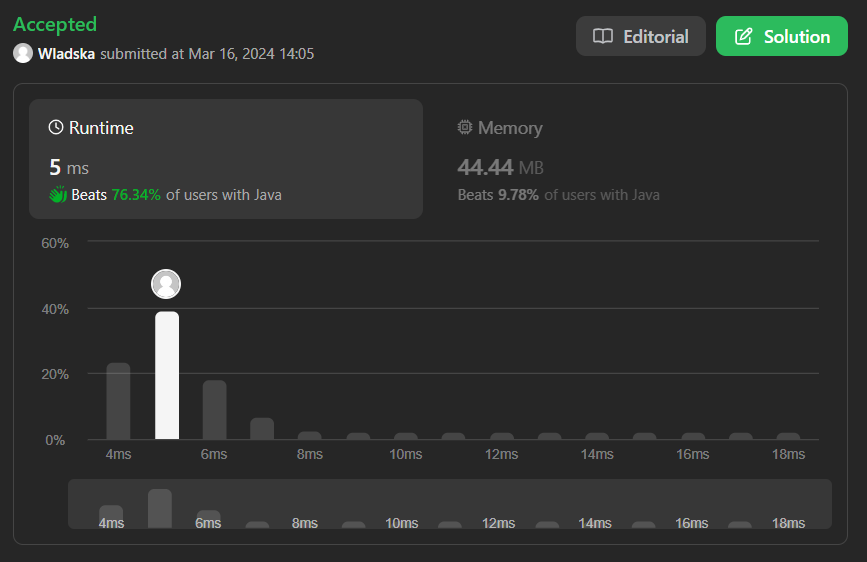 Accepted
Wladska submitted at Mar 16, 2024 14:05
Editorial
Solution
Runtime
5 ms
Beats 76.34% of users with Java
Memory
44.44 MB
Beats 9.78% of users with Java
60%
40%
20%
0%
4ms 6ms 8ms 10ms 12ms 14ms 16ms 18ms
4ms 6ms 8ms 10ms 12ms 14ms 16ms 18ms